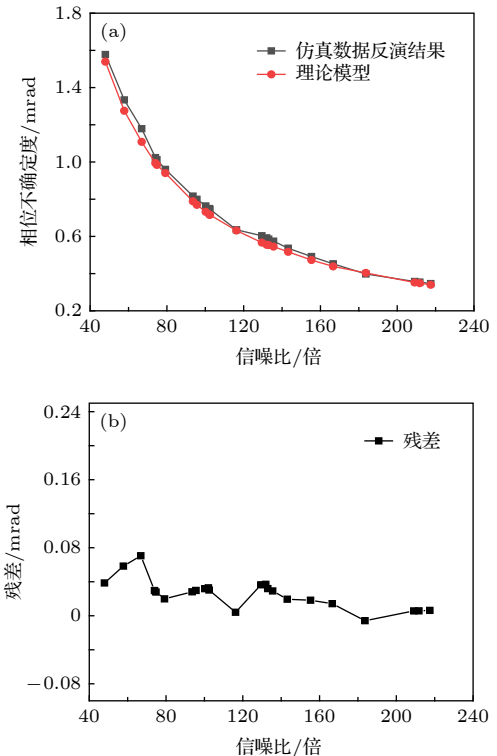 1.8
(a)
仿真数据反演结果
理论模型
1.4
1.0
0.6
0.2
相位不确定度/mrad
40 80 120 160 200 240
信噪比/倍
0.24
(b)
残差
0.16
0.08
0
−0.08
残差/mrad
40 80 120 160 200 240
信噪比/倍